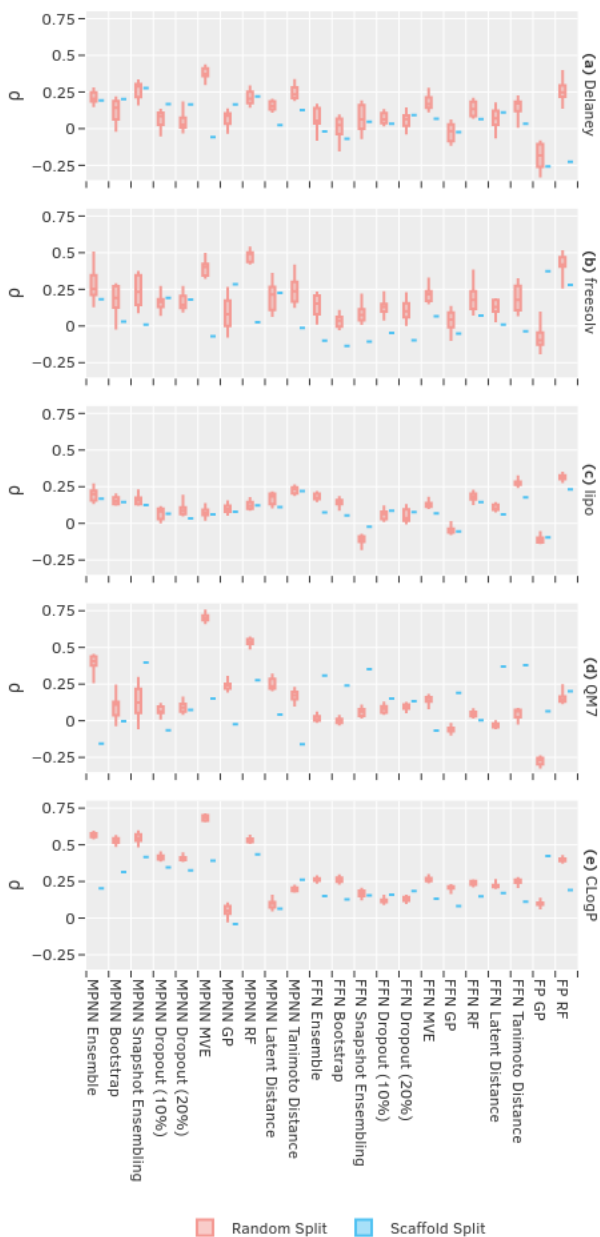 0.75
0.5
0.25
0
−0.25
ρ
(a) Delaney
0.75
0.5
0.25
0
−0.25
ρ
(b) freesolv
0.75
0.5
0.25
0
−0.25
ρ
(c) lipo
0.75
0.5
0.25
0
−0.25
ρ
(d) QM7
0.75
0.5
0.25
0
−0.25
ρ
(e) CLogP
MPNN Ensemble
MPNN Bootstrap
MPNN Snapshot Ensembling
MPNN Dropout (10%)
MPNN Dropout (20%)
MPNN MVE
MPNN GP
MPNN RF
MPNN Latent Distance
MPNN Tanimoto Distance
FFN Ensemble
FFN Bootstrap
FFN Snapshot Ensembling
FFN Dropout (10%)
FFN Dropout (20%)
FFN MVE
FFN GP
FFN RF
FFN Latent Distance
FFN Tanimoto Distance
FP GP
FP RF
Random Split
Scaffold Split